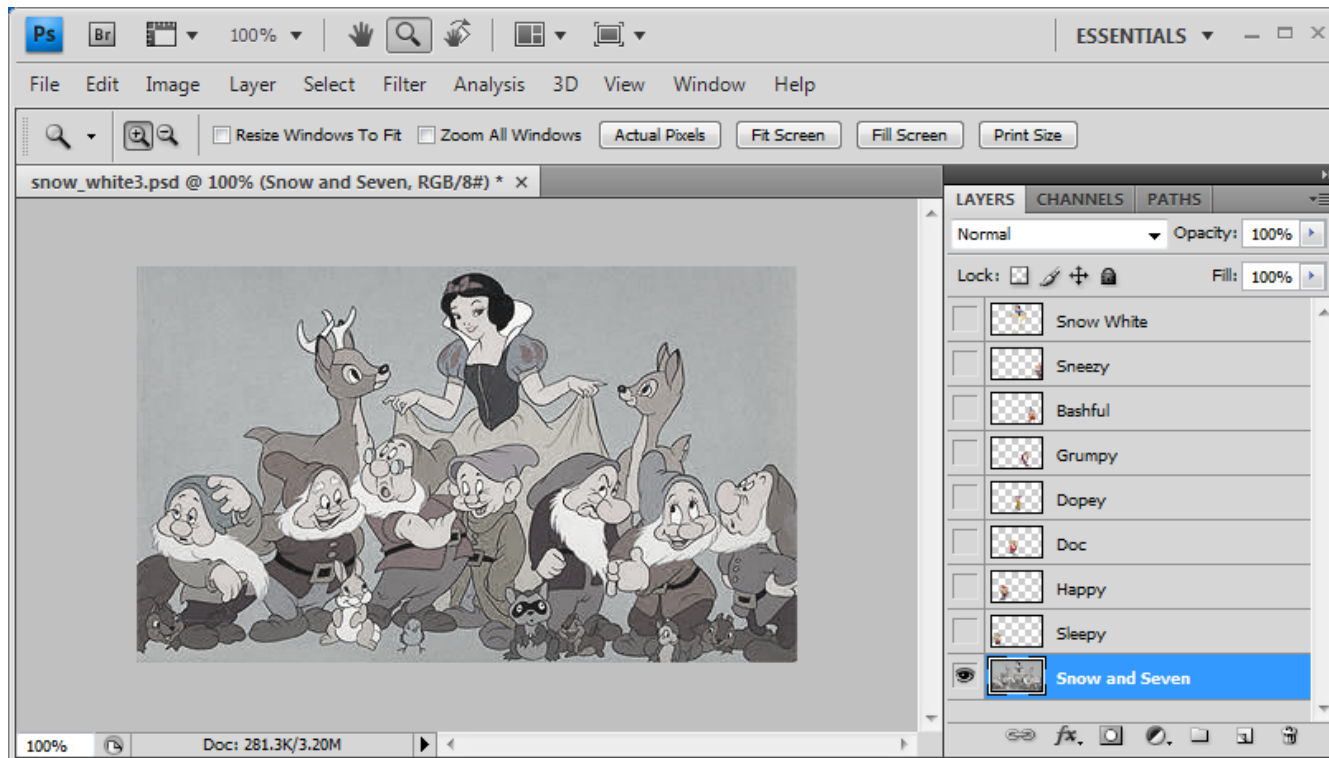 Ps Br 100% ESSENTIALS
File Edit Image Layer Select Filter Analysis 3D View Window Help
Resize Windows To Fit Zoom All Windows Actual Pixels Fit Screen Fill Screen Print Size
snow_white3.psd @ 100% (Snow and Seven, RGB/8#) * ×
LAYERS CHANNELS PATHS
Normal Opacity: 100%
Lock: Fill: 100%
Snow White
Sneezy
Bashful
Grumpy
Dopey
Doc
Happy
Sleepy
Snow and Seven
fx.
100% Doc: 281.3K/3.20M